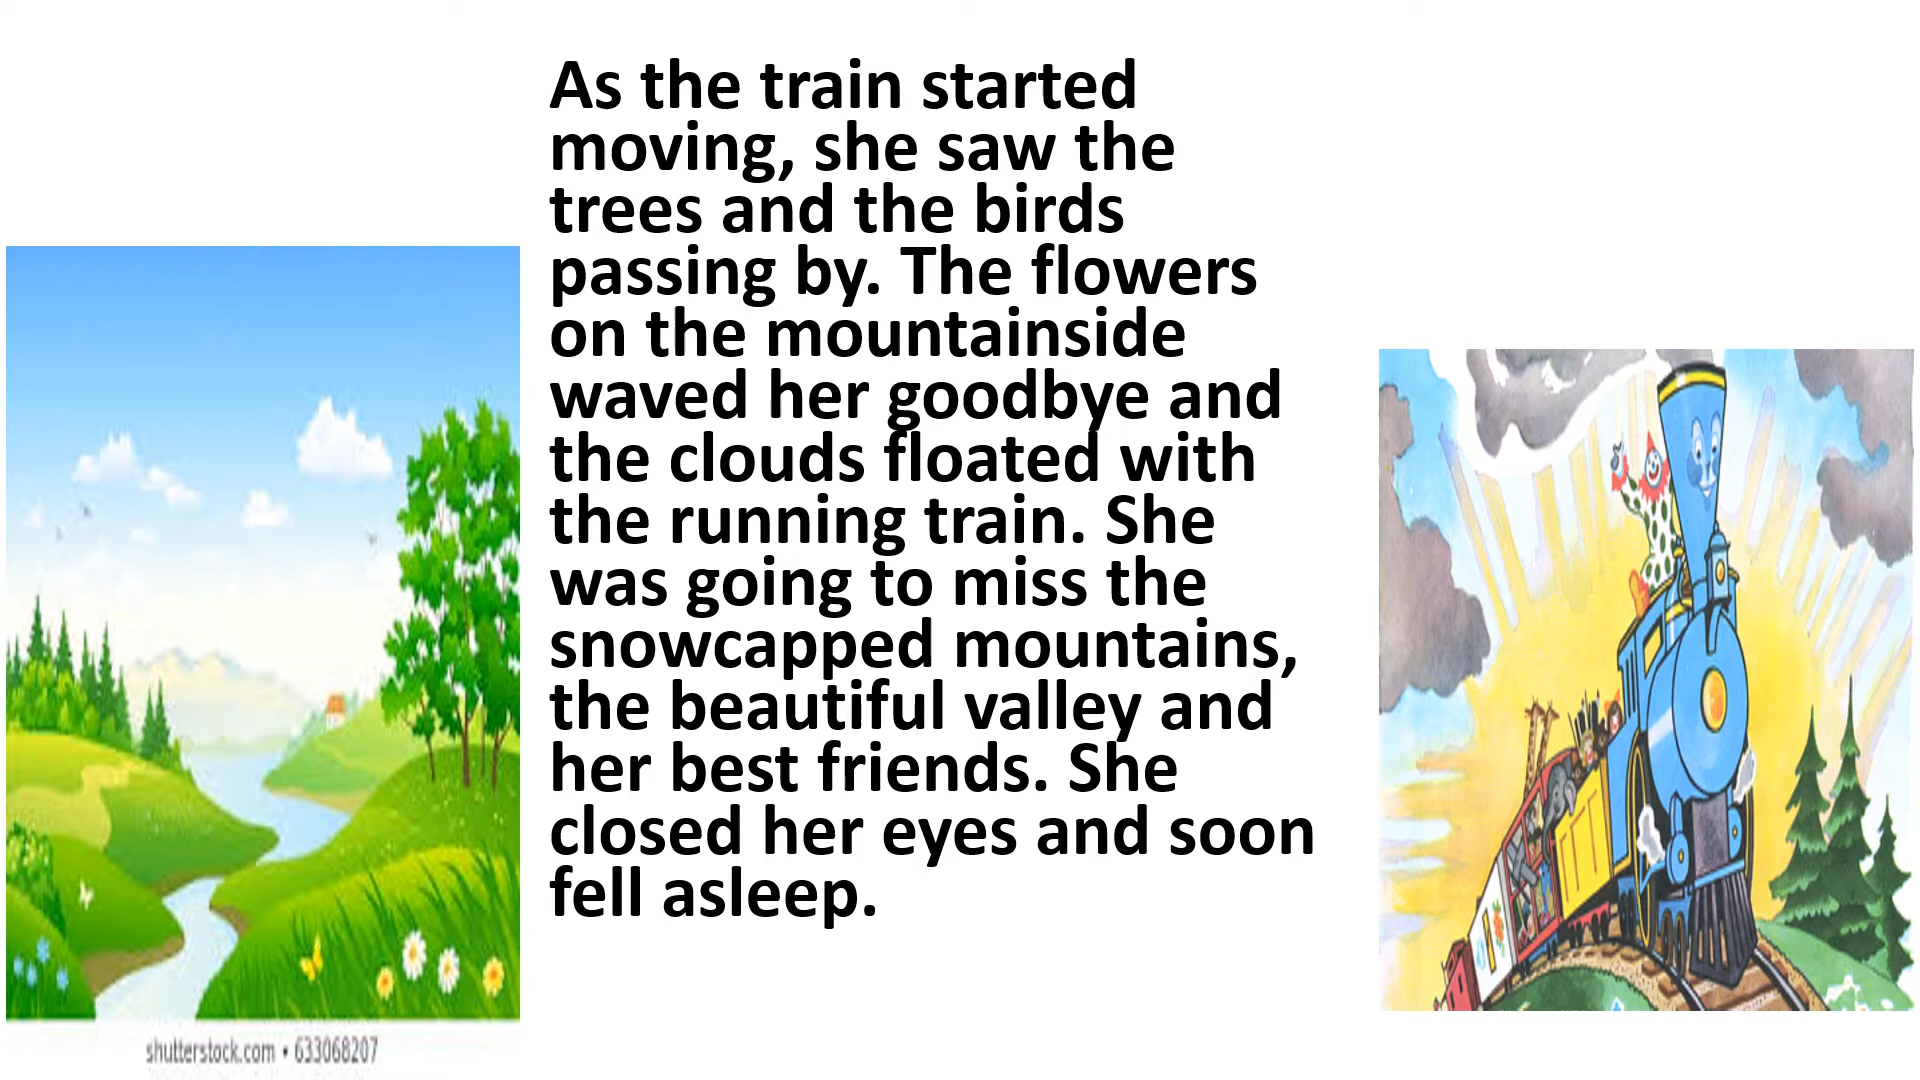 As the train started
moving, she saw the
trees and the birds
passing by. The flowers
on the mountainside
waved her goodbye and
the clouds floated with
the running train. She
was going to miss the
snowcapped mountains,
the beautiful valley and
her best friends. She
closed her eyes and soon
fell asleep.
shutterstock.com • 633068207